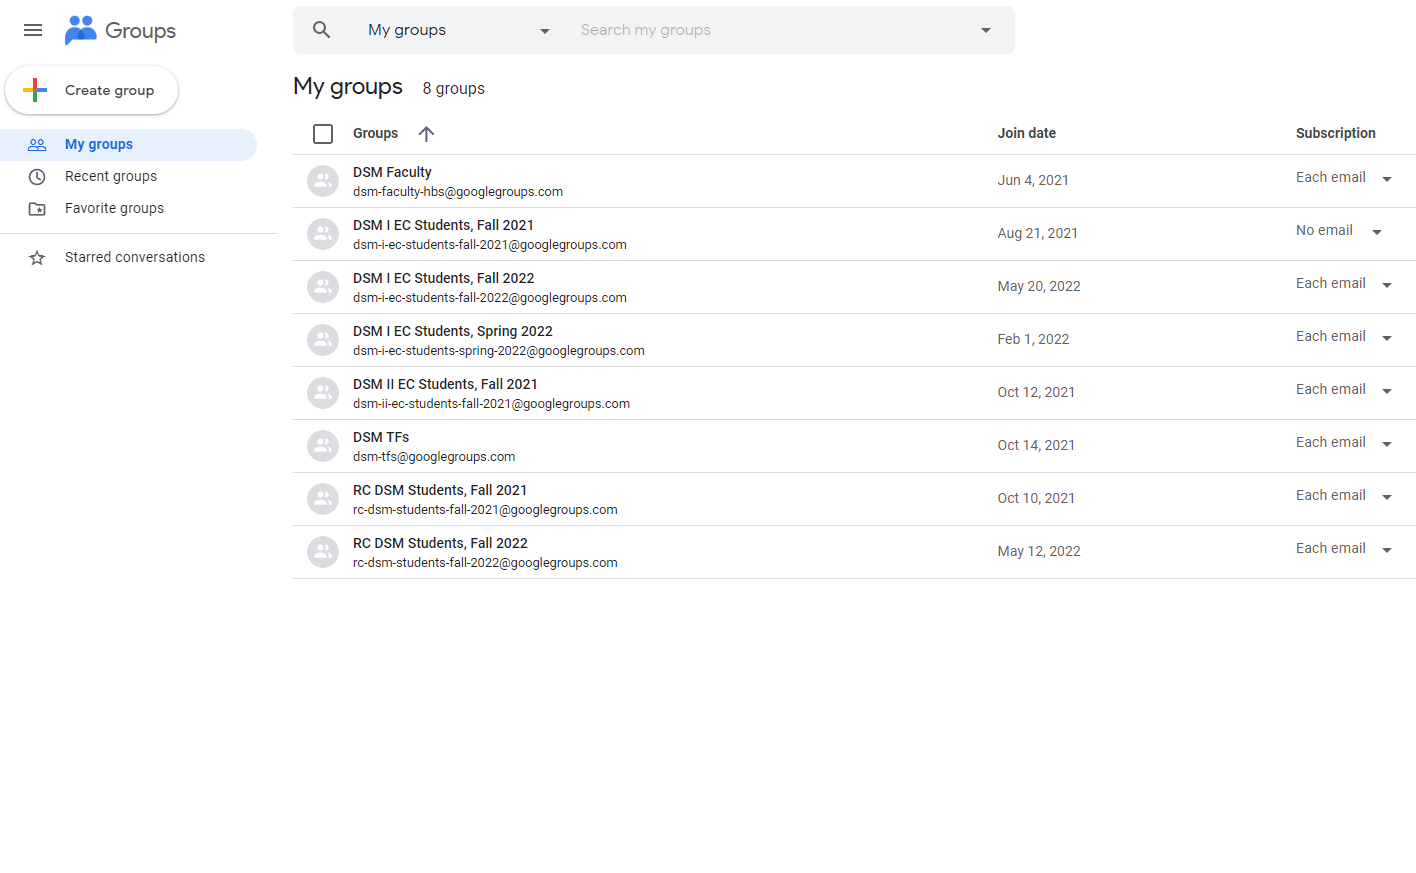 Groups
My groups
Search my groups
Create group
My groups
Recent groups
Favorite groups
Starred conversations
My groups 8 groups
Groups Join date Subscription
DSM Faculty
dsm-faculty-hbs@googlegroups.com
Jun 4, 2021
Each email
DSM I EC Students, Fall 2021
dsm-i-ec-students-fall-2021@googlegroups.com
Aug 21, 2021
No email
DSM I EC Students, Fall 2022
dsm-i-ec-students-fall-2022@googlegroups.com
May 20, 2022
Each email
DSM I EC Students, Spring 2022
dsm-i-ec-students-spring-2022@googlegroups.com
Feb 1, 2022
Each email
DSM II EC Students, Fall 2021
dsm-ii-ec-students-fall-2021@googlegroups.com
Oct 12, 2021
Each email
DSM TFs
dsm-tfs@googlegroups.com
Oct 14, 2021
Each email
RC DSM Students, Fall 2021
rc-dsm-students-fall-2021@googlegroups.com
Oct 10, 2021
Each email
RC DSM Students, Fall 2022
rc-dsm-students-fall-2022@googlegroups.com
May 12, 2022
Each email